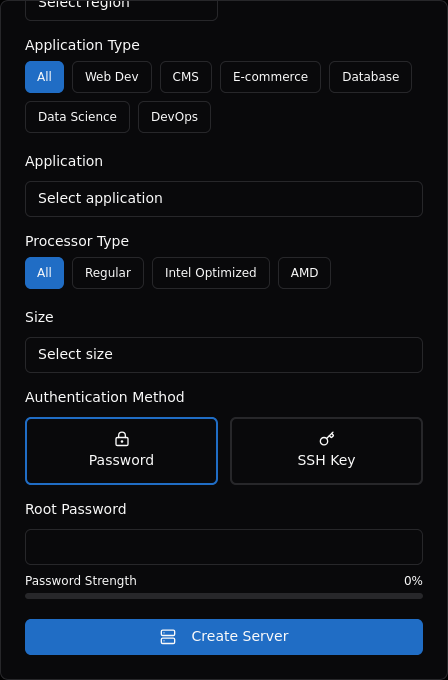 Select region
Application Type
All Web Dev CMS E-commerce Database
Data Science DevOps
Application
Select application
Processor Type
All Regular Intel Optimized AMD
Size
Select size
Authentication Method
Password SSH Key
Root Password
Password Strength 0%
Create Server